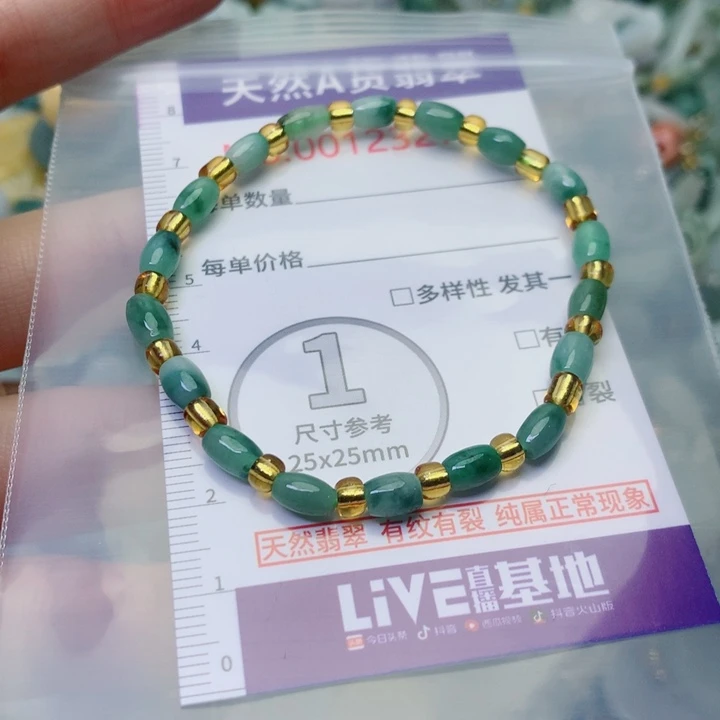 天然A货翡翠
8
7
每单数量
5
每单价格
□多样性 发其一
4
□有
1
裂
尺寸参考
25x25mm
2
天然翡翠 有纹有裂 纯属正常现象
1
LiVE直播基地
今日头条 抖音 西瓜视频 抖音火山版
0